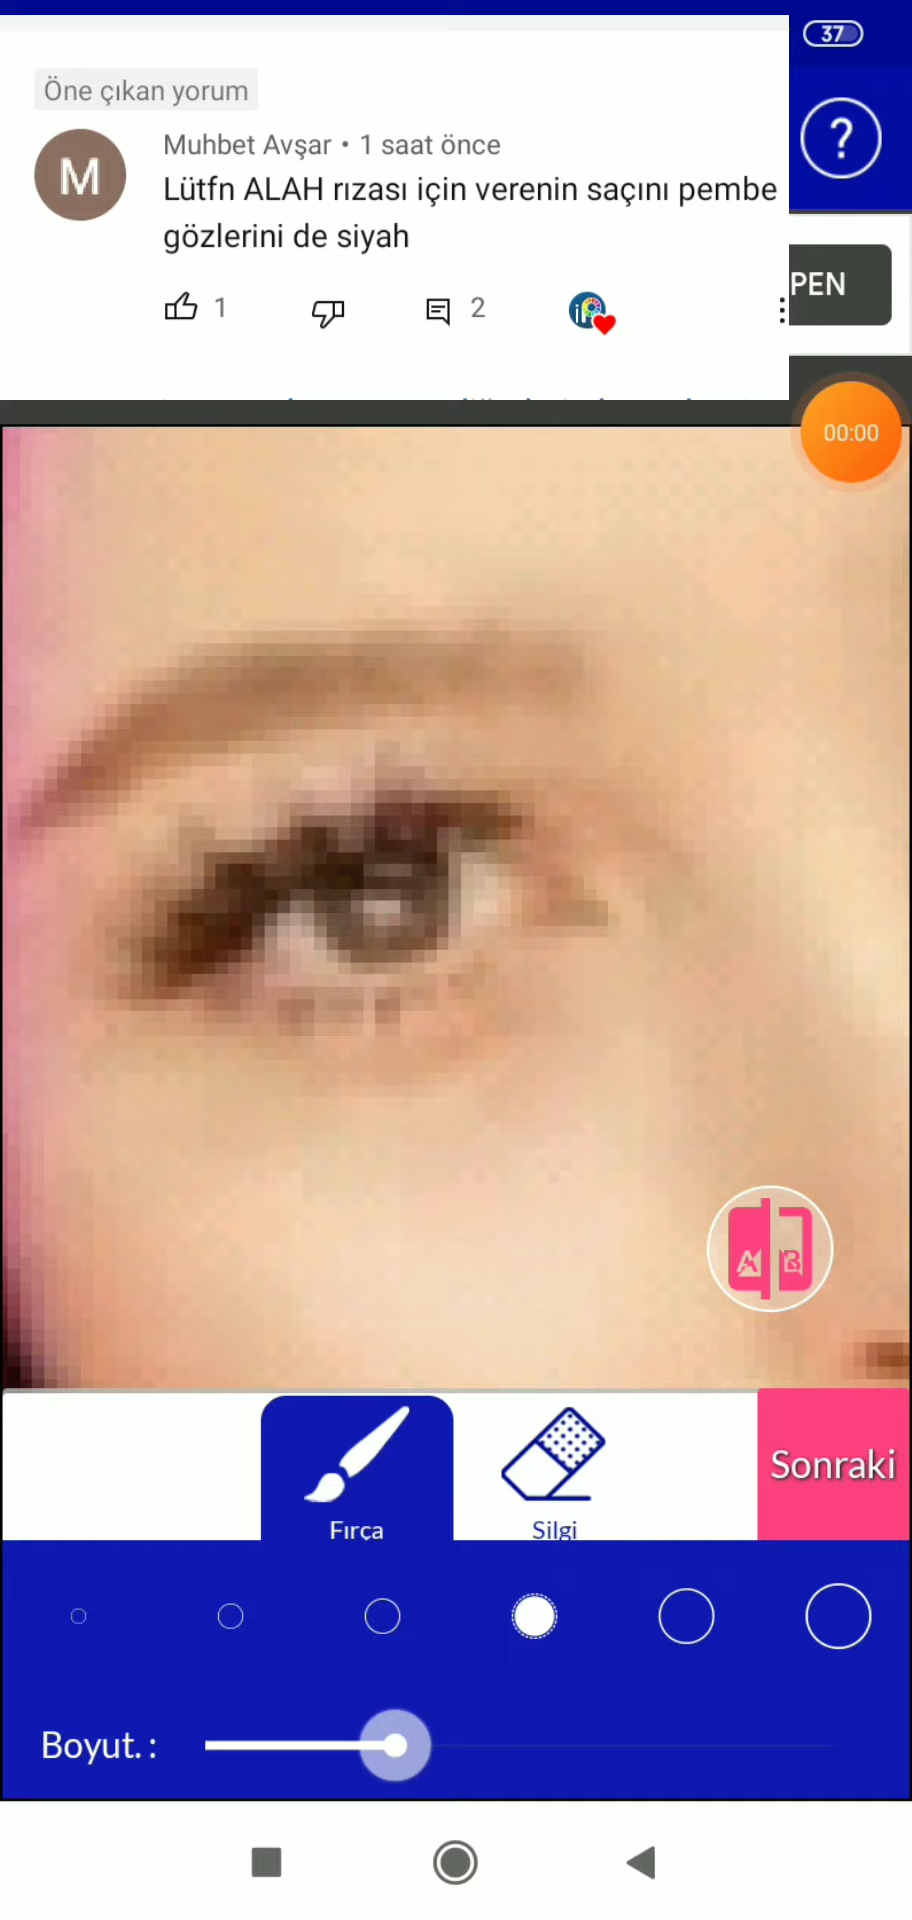 37
Öne çıkan yorum
M
Muhbet Avşar • 1 saat önce
Lütfn ALAH rızası için verenin saçını pembe
gözlerini de siyah
?
1
2
PEN
00:00
A B
Sonraki
Fırça
Silgi
Boyut. :